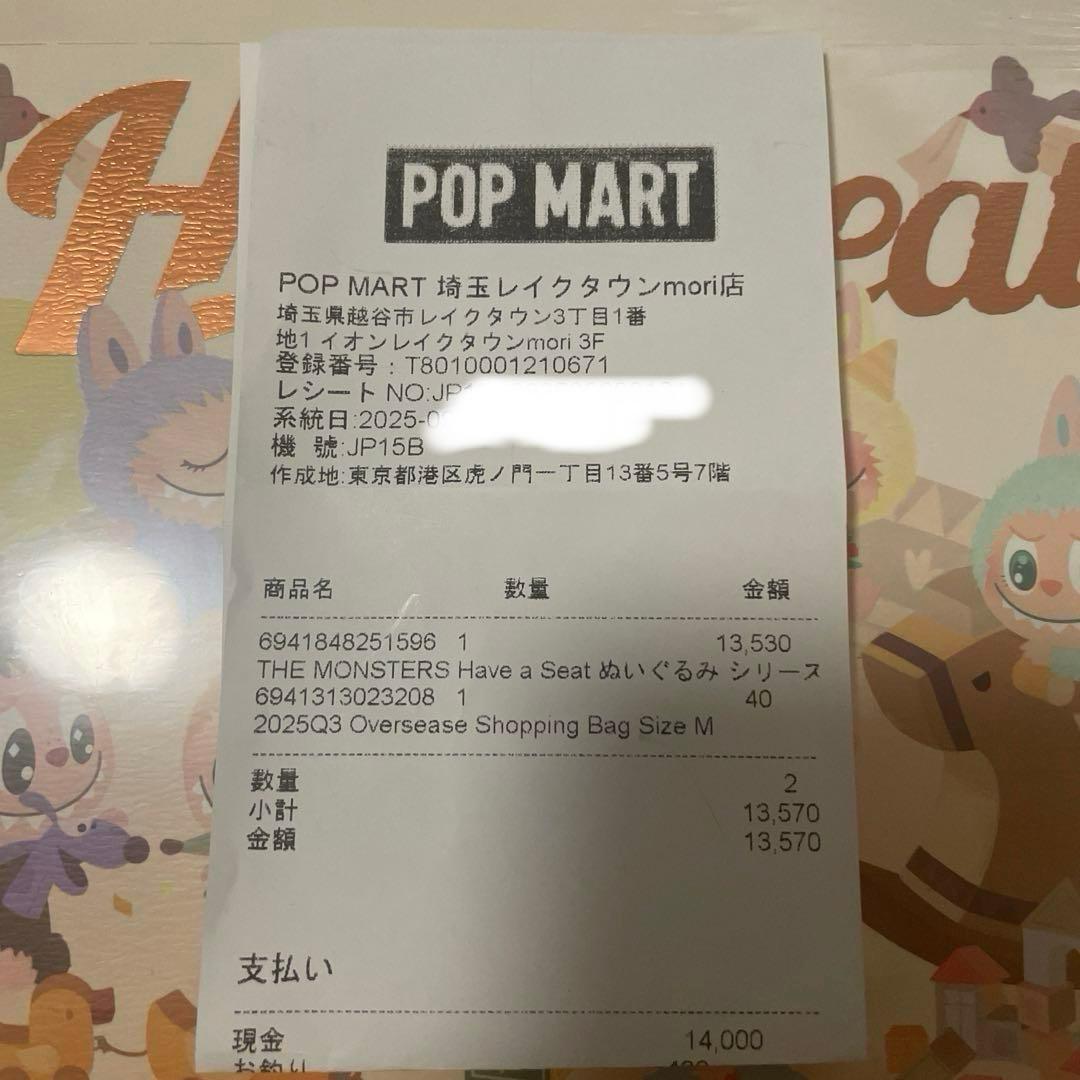 POP MART
POP MART 埼玉レイクタウンmori店
埼玉県越谷市レイクタウン3丁目1番
地1 イオンレイクタウンmori 3F
登録番号：T8010001210671
レシート NO:JP
系統日:2025-0
機 號:JP15B
作成地:東京都港区虎ノ門一丁目13番5号7階
商品名 數量 金額
6941848251596 1 13,530
THE MONSTERS Have a Seat ぬいぐるみ シリーズ
6941313023208 1 40
2025Q3 Oversease Shopping Bag Size M
數量 2
小計 13,570
金額 13,570
支払い
現金 14,000
お釣り